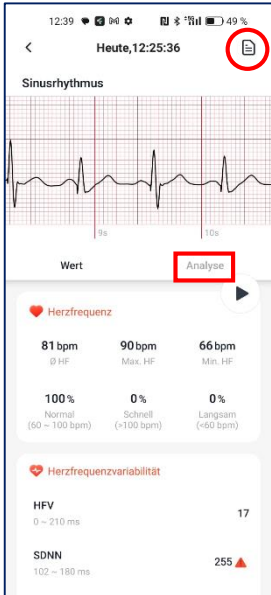 12:39 49 %
Heute,12:25:36
Sinusrhythmus
9s 10s
Wert Analyse
Herzfrequenz
81 bpm 90 bpm 66 bpm
Ø HF Max. HF Min. HF
100 % 0 % 0 %
Normal Schnell Langsam
(60 ~ 100 bpm) (>100 bpm) (<60 bpm)
Herzfrequenzvariabilität
HFV
17
0 ~ 210 ms
SDNN
255
102 ~ 180 ms